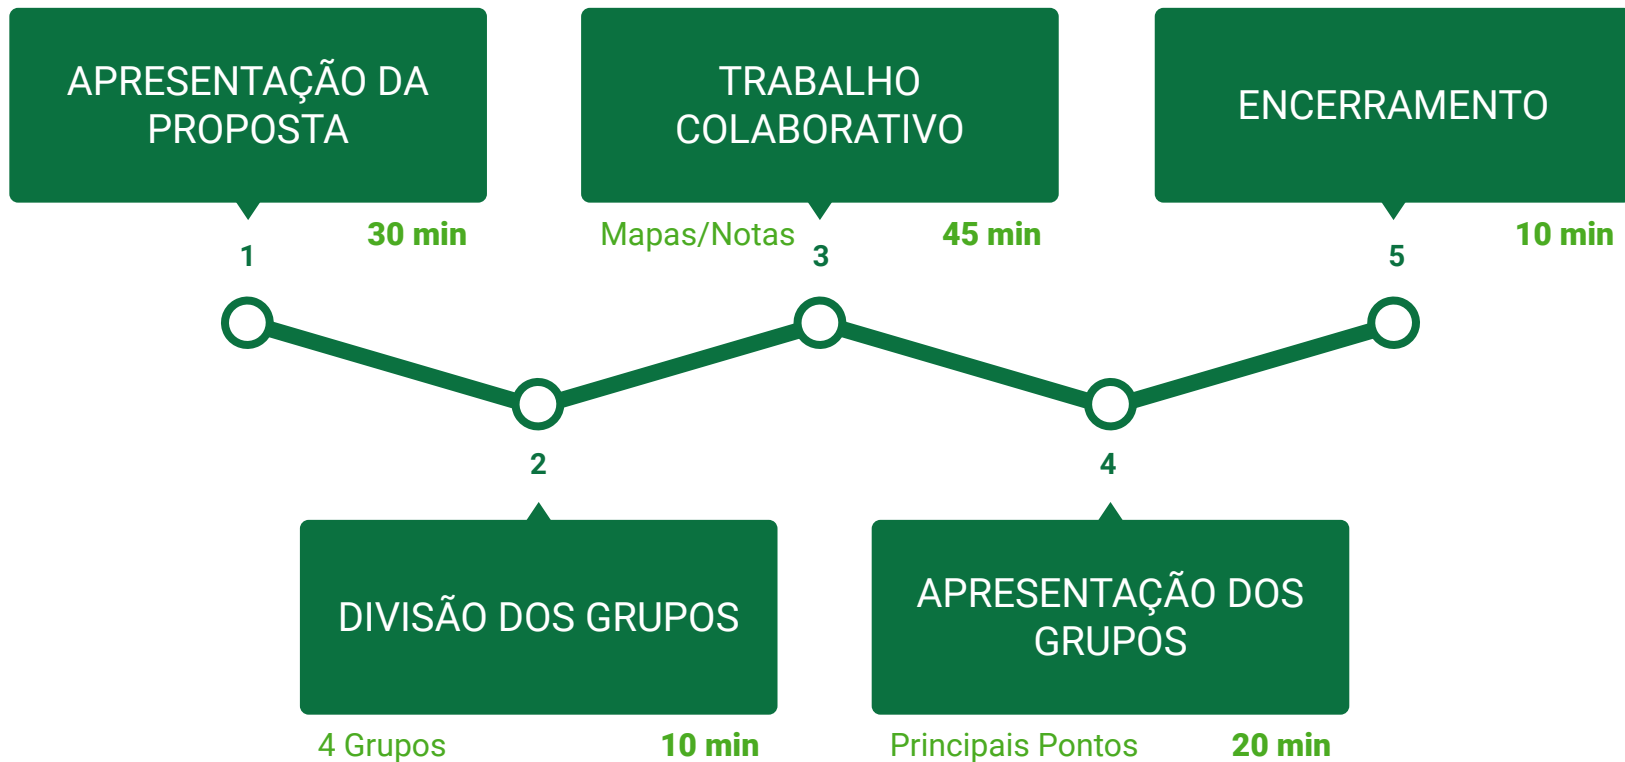 APRESENTAÇÃO DA
PROPOSTA
30 min
1
DIVISÃO DOS GRUPOS
2
4 Grupos
10 min
TRABALHO
COLABORATIVO
Mapas/Notas
45 min
3
APRESENTAÇÃO DOS
GRUPOS
4
Principais Pontos
20 min
ENCERRAMENTO
10 min
5